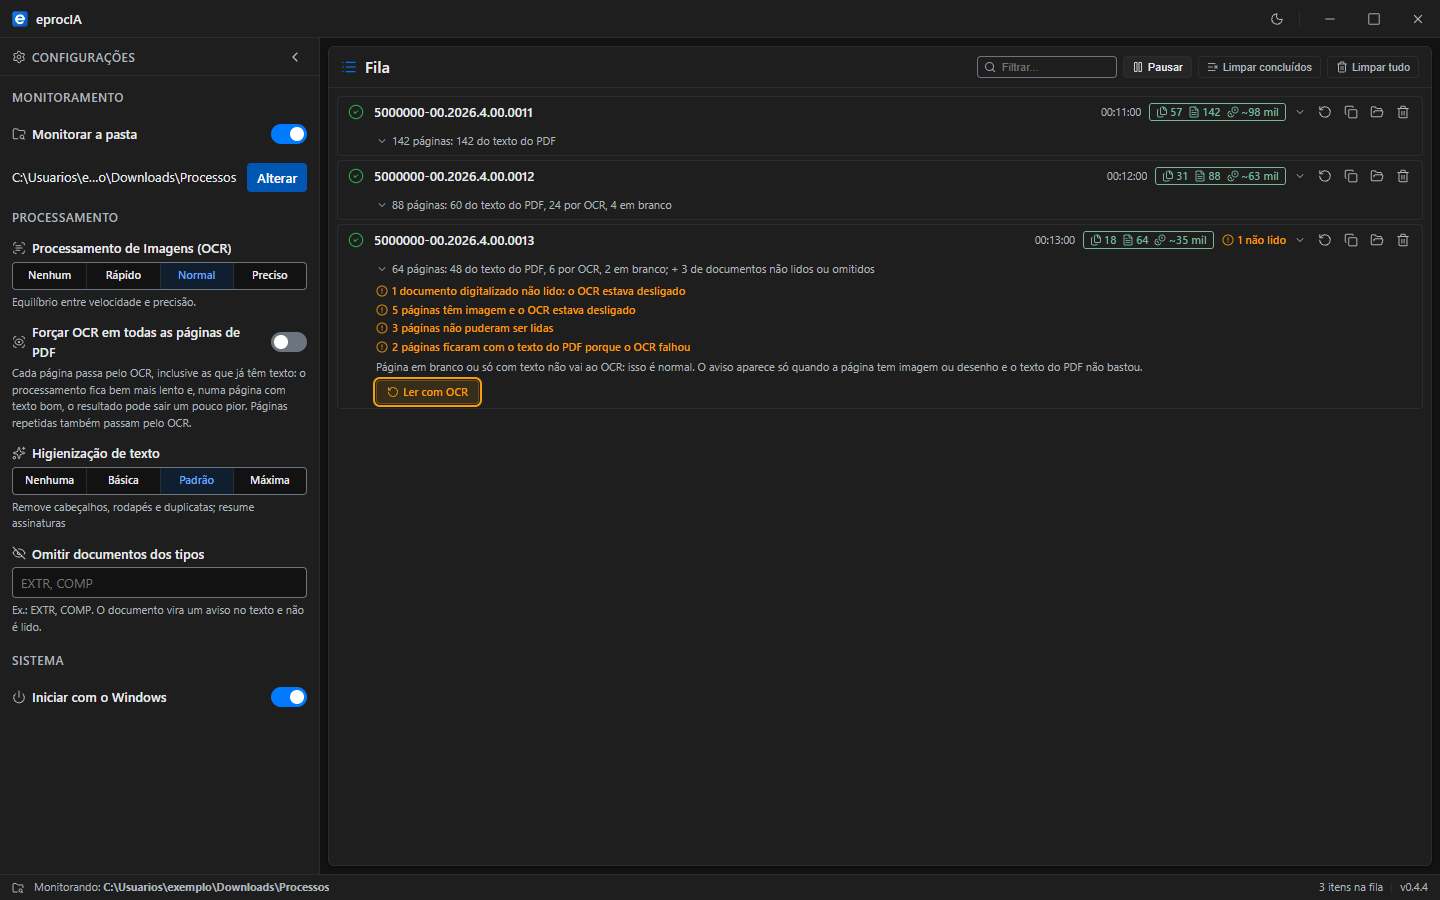 eprocIA
CONFIGURAÇÕES
MONITORAMENTO
Monitorar a pasta
C:\Usuarios\e...o\Downloads\Processos
Alterar
PROCESSAMENTO
Processamento de Imagens (OCR)
Nenhum Rápido Normal Preciso
Equilíbrio entre velocidade e precisão.
Forçar OCR em todas as páginas de
PDF
Cada página passa pelo OCR, inclusive as que já têm texto: o
processamento fica bem mais lento e, numa página com
texto bom, o resultado pode sair um pouco pior. Páginas
repetidas também passam pelo OCR.
Higienização de texto
Nenhuma Básica Padrão Máxima
Remove cabeçalhos, rodapés e duplicatas; resume
assinaturas
Omitir documentos dos tipos
EXTR, COMP
Ex.: EXTR, COMP. O documento vira um aviso no texto e não
é lido.
SISTEMA
Iniciar com o Windows
Fila
Filtrar...
Pausar
Limpar concluídos
Limpar tudo
5000000-00.2026.4.00.0011
00:11:00 57 142 ~98 mil
142 páginas: 142 do texto do PDF
5000000-00.2026.4.00.0012
00:12:00 31 88 ~63 mil
88 páginas: 60 do texto do PDF, 24 por OCR, 4 em branco
5000000-00.2026.4.00.0013
00:13:00 18 64 ~35 mil 1 não lido
64 páginas: 48 do texto do PDF, 6 por OCR, 2 em branco; + 3 de documentos não lidos ou omitidos
1 documento digitalizado não lido: o OCR estava desligado
5 páginas têm imagem e o OCR estava desligado
3 páginas não puderam ser lidas
2 páginas ficaram com o texto do PDF porque o OCR falhou
Página em branco ou só com texto não vai ao OCR: isso é normal. O aviso aparece só quando a página tem imagem ou desenho e o texto do PDF não bastou.
Ler com OCR
Monitorando: C:\Usuarios\exemplo\Downloads\Processos
3 itens na fila
v0.4.4